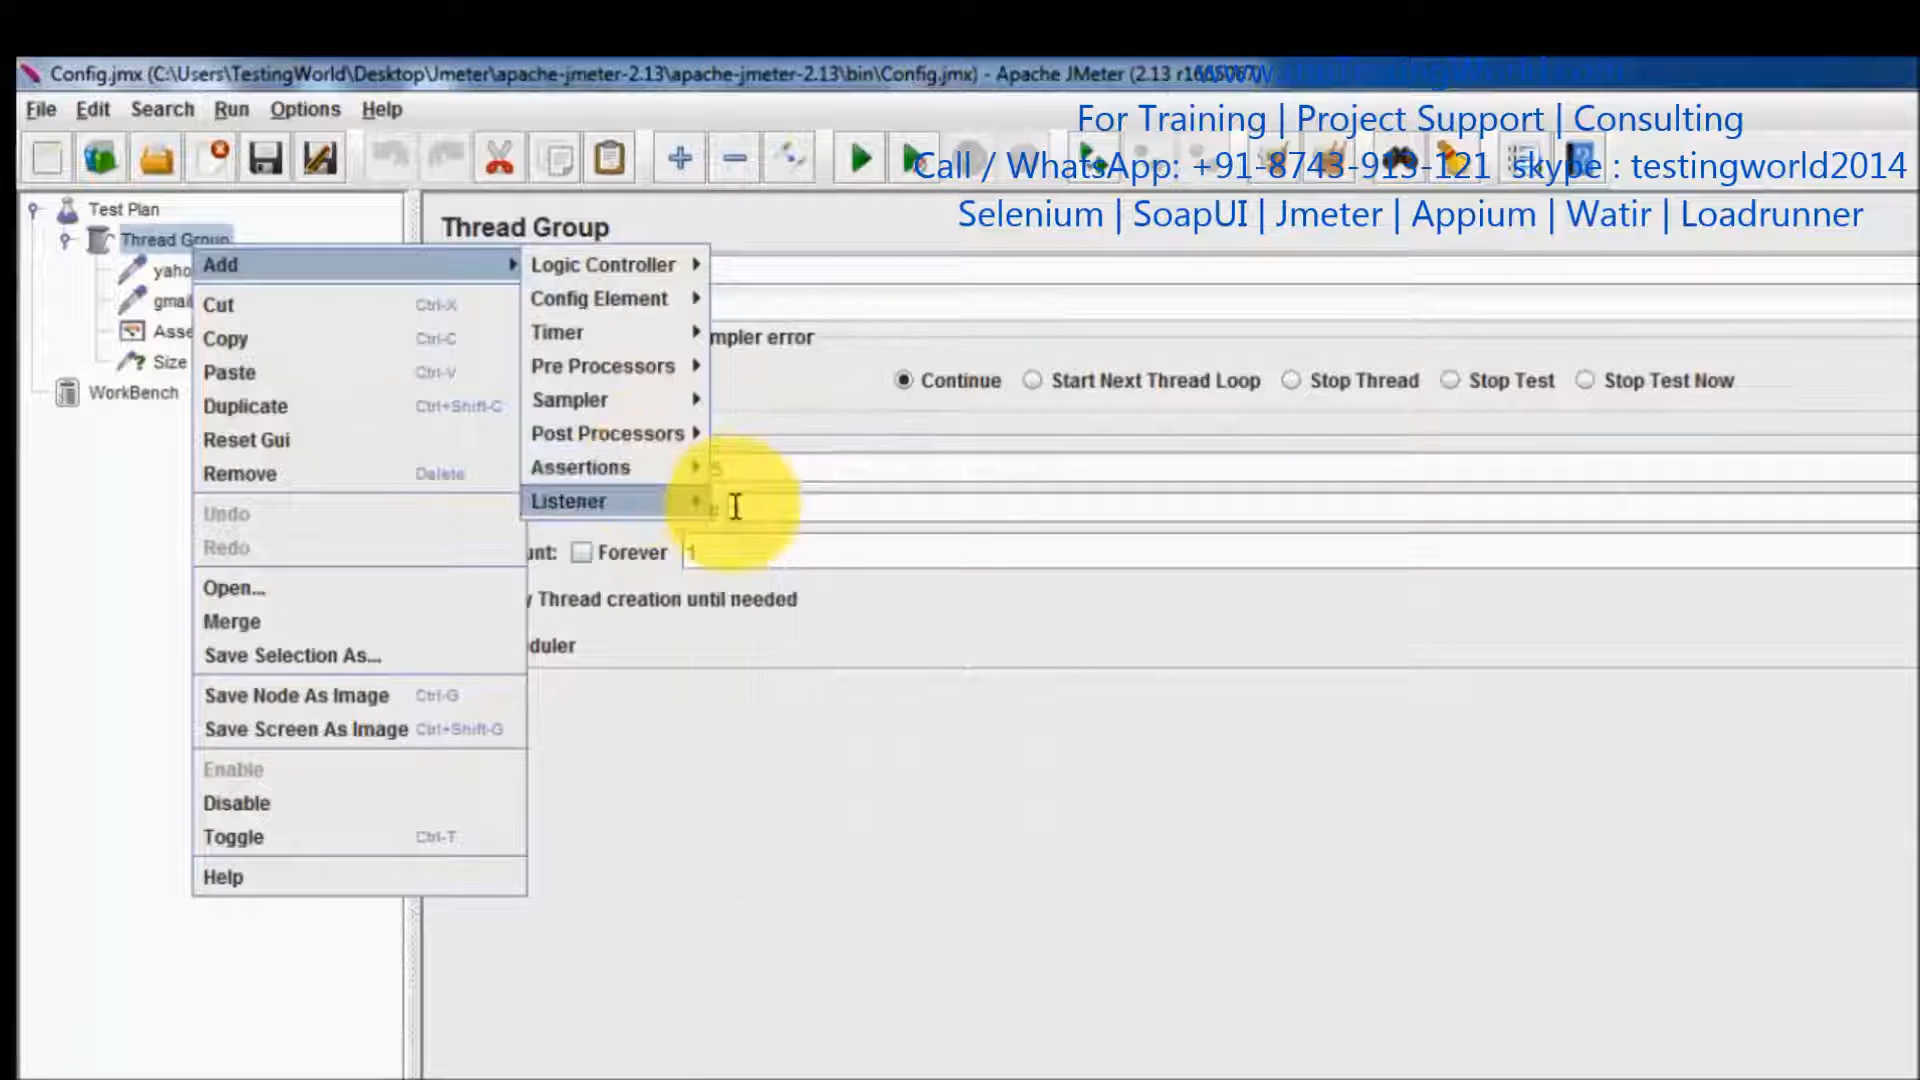 Config.jmx (C:\Users\TestingWorld\Desktop\Jmeter\apache-jmeter-2.13\apache-jmeter-2.13\bin\Config.jmx) - Apache JMeter (2.13
File Edit Search Run Options Help
For Training | Project Support | Consulting
Call / WhatsApp: +91-8743-913-121 skype : testingworld2014
Selenium | SoapUI | Jmeter | Appium | Watir | Loadrunner
Test Plan
Thread Group
yaho
gmail
Asse
Size
WorkBench
Add
Cut Ctrl-X
Copy Ctrl-C
Paste Ctrl-V
Duplicate Ctrl+Shift-C
Reset Gui
Remove Delete
Undo
Redo
Open...
Merge
Save Selection As...
Save Node As Image Ctrl-G
Save Screen As Image Ctrl+Shift-G
Enable
Disable
Toggle Ctrl-T
Help
Logic Controller
Config Element
Timer
Pre Processors
Sampler
Post Processors
Assertions
Listener
Thread Group
mpler error
Continue Start Next Thread Loop Stop Thread Stop Test Stop Test Now
5
unt: Forever 1
y Thread creation until needed
duler